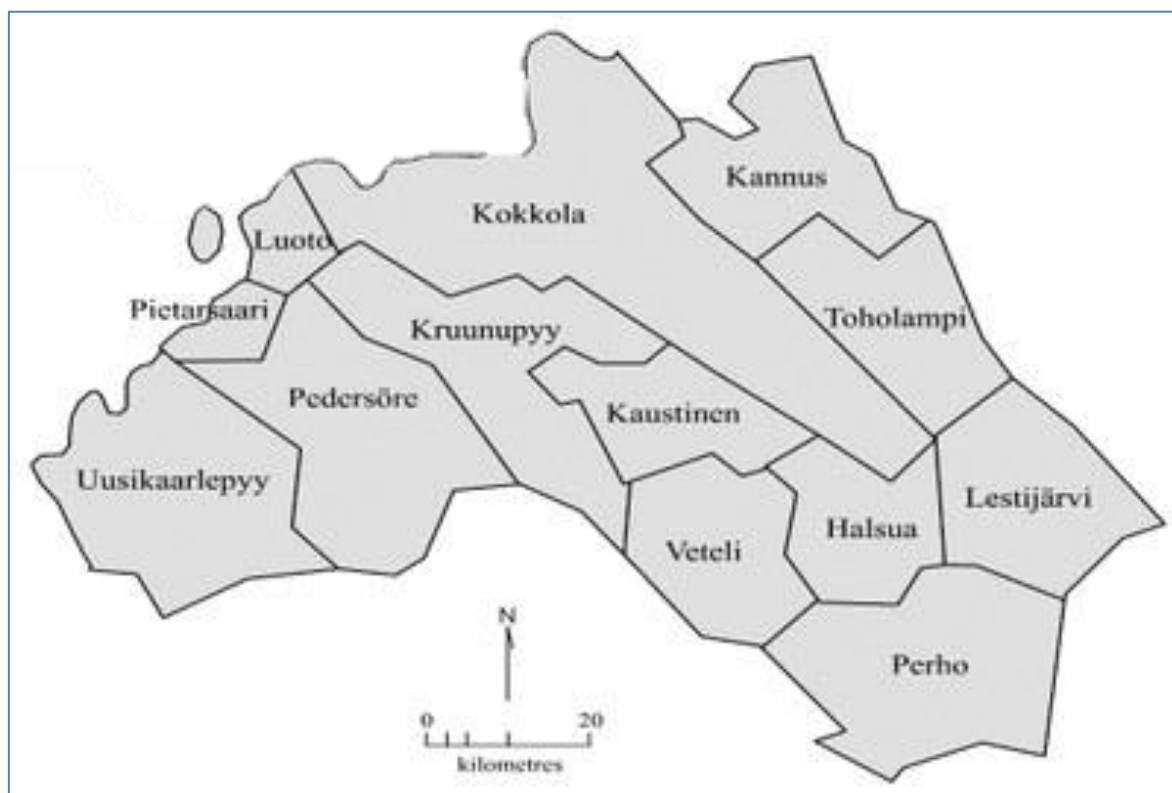 Kannus
Kokkola
Luoto
Pietarsaari
Kruunupyy
Toholampi
Pedersöre
Kaustinen
Uusikaarlepyy
Lestijärvi
Halsua
Veteli
Perho
N
0 20
kilometres